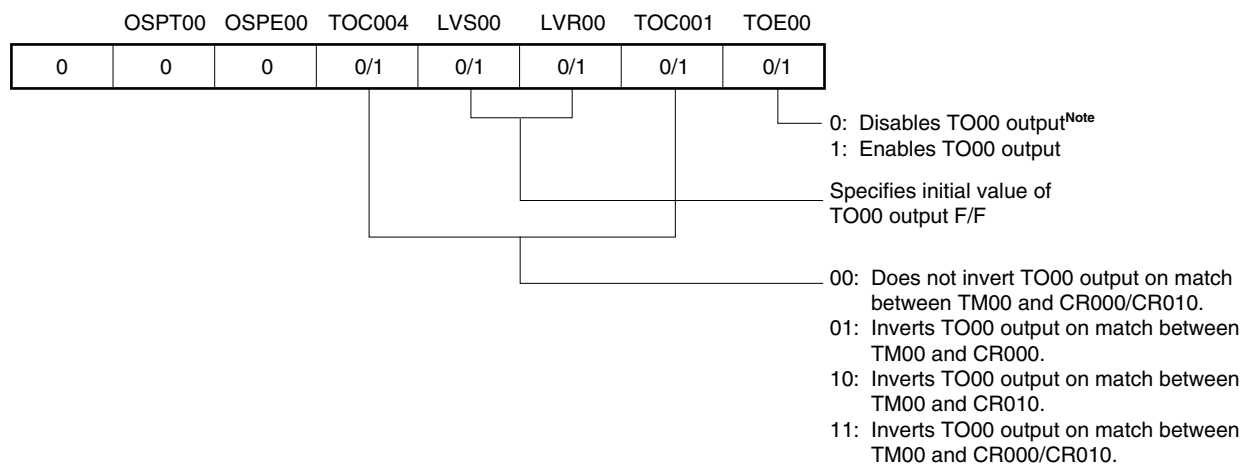 OSPT00 OSPE00 TOC004 LVS00 LVR00 TOC001 TOE00
0 0 0 0/1 0/1 0/1 0/1 0/1
0: Disables TO00 outputNote
1: Enables TO00 output
Specifies initial value of
TO00 output F/F
00: Does not invert TO00 output on match
between TM00 and CR000/CR010.
01: Inverts TO00 output on match between
TM00 and CR000.
10: Inverts TO00 output on match between
TM00 and CR010.
11: Inverts TO00 output on match between
TM00 and CR000/CR010.